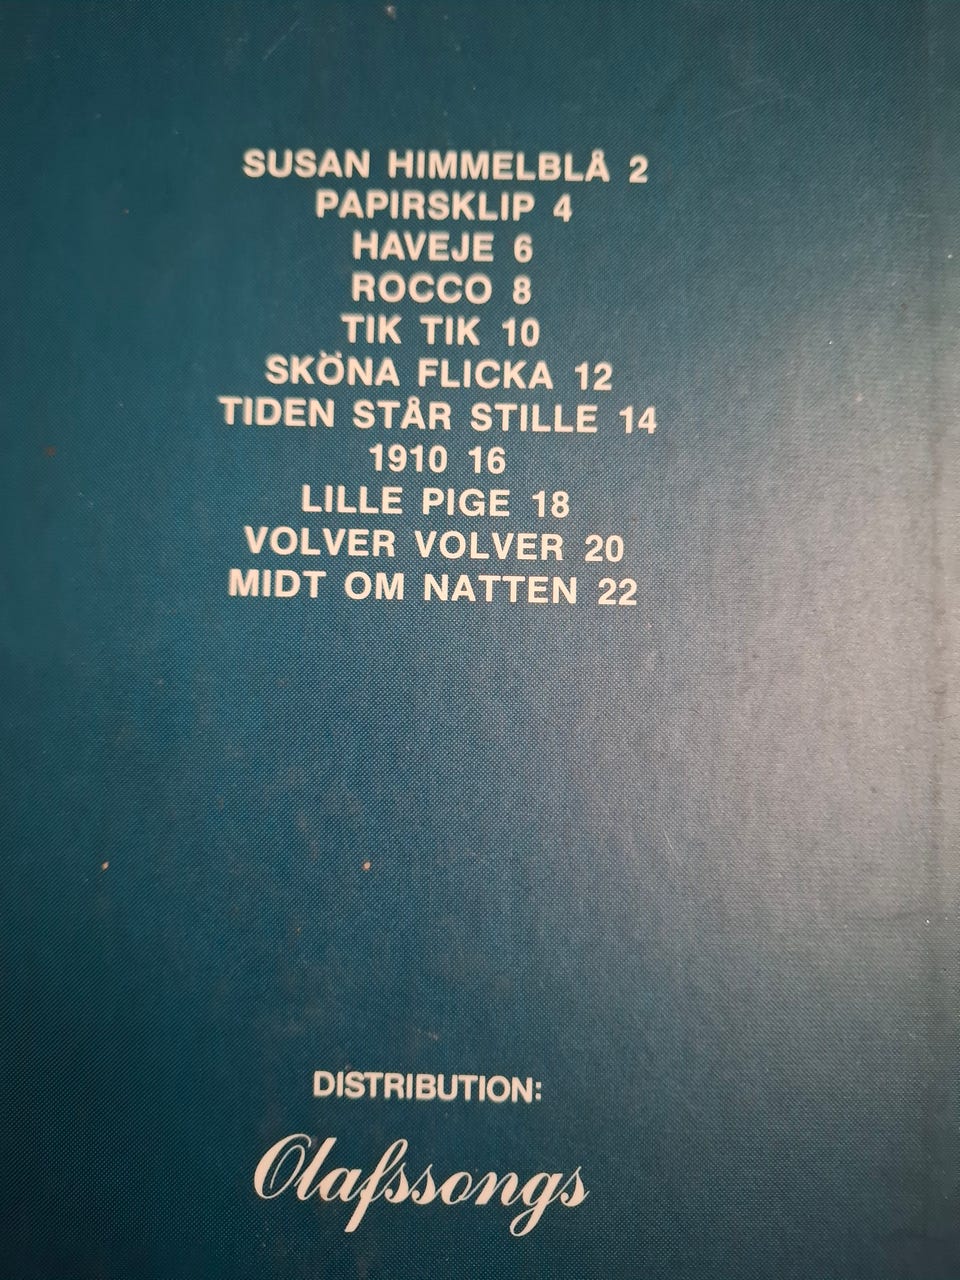 SUSAN HIMMELBLÅ 2
PAPIRSKLIP 4
HAVEJE 6
ROCCO 8
TIK TIK 10
SKÖNA FLICKA 12
TIDEN STÅR STILLE 14
1910 16
LILLE PIGE 18
VOLVER VOLVER 20
MIDT OM NATTEN 22
DISTRIBUTION:
Olafssongs